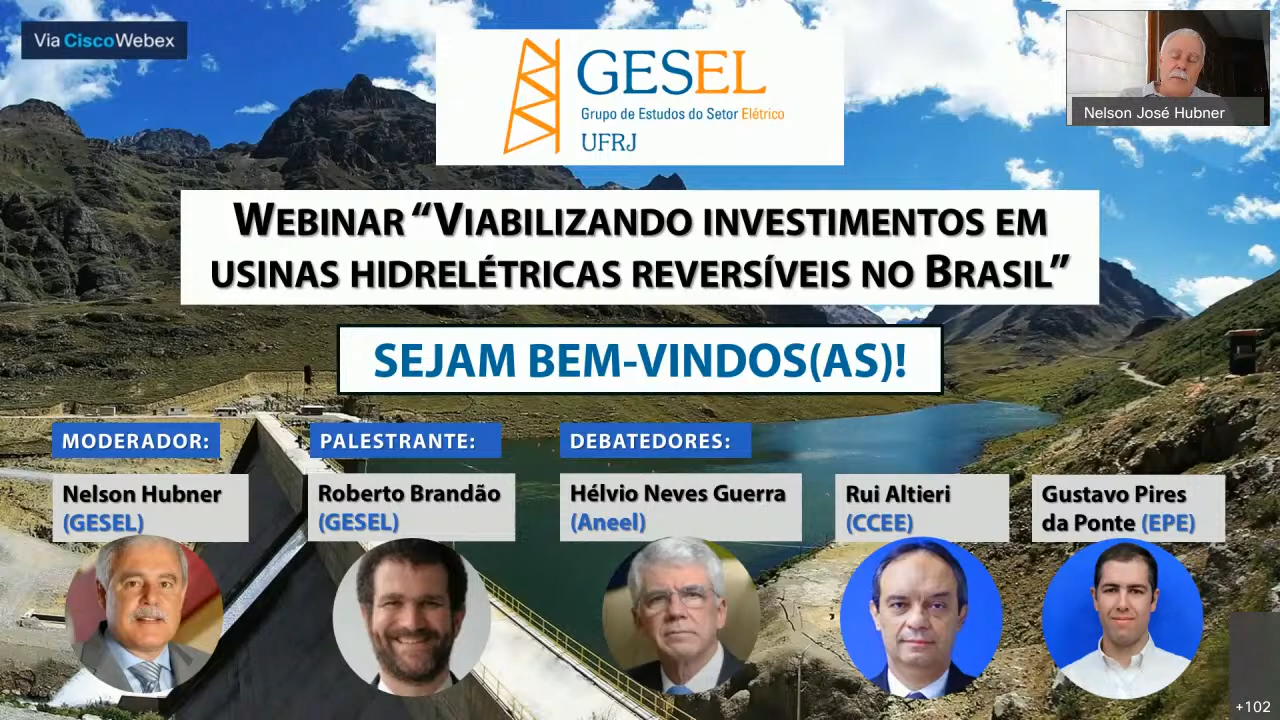 Via CiscoWebex
GESEL
Grupo de Estudos do Setor Elétrico
UFRJ
Nelson José Hubner
WEBINAR “VIABILIZANDO INVESTIMENTOS EM
USINAS HIDRELÉTRICAS REVERSÍVEIS NO BRASIL”
SEJAM BEM-VINDOS(AS)!
MODERADOR:
Nelson Hubner
(GESEL)
PALESTRANTE:
Roberto Brandão
(GESEL)
DEBATEDORES:
Hélvio Neves Guerra
(Aneel)
Rui Altieri
(CCEE)
Gustavo Pires
da Ponte (EPE)
+102